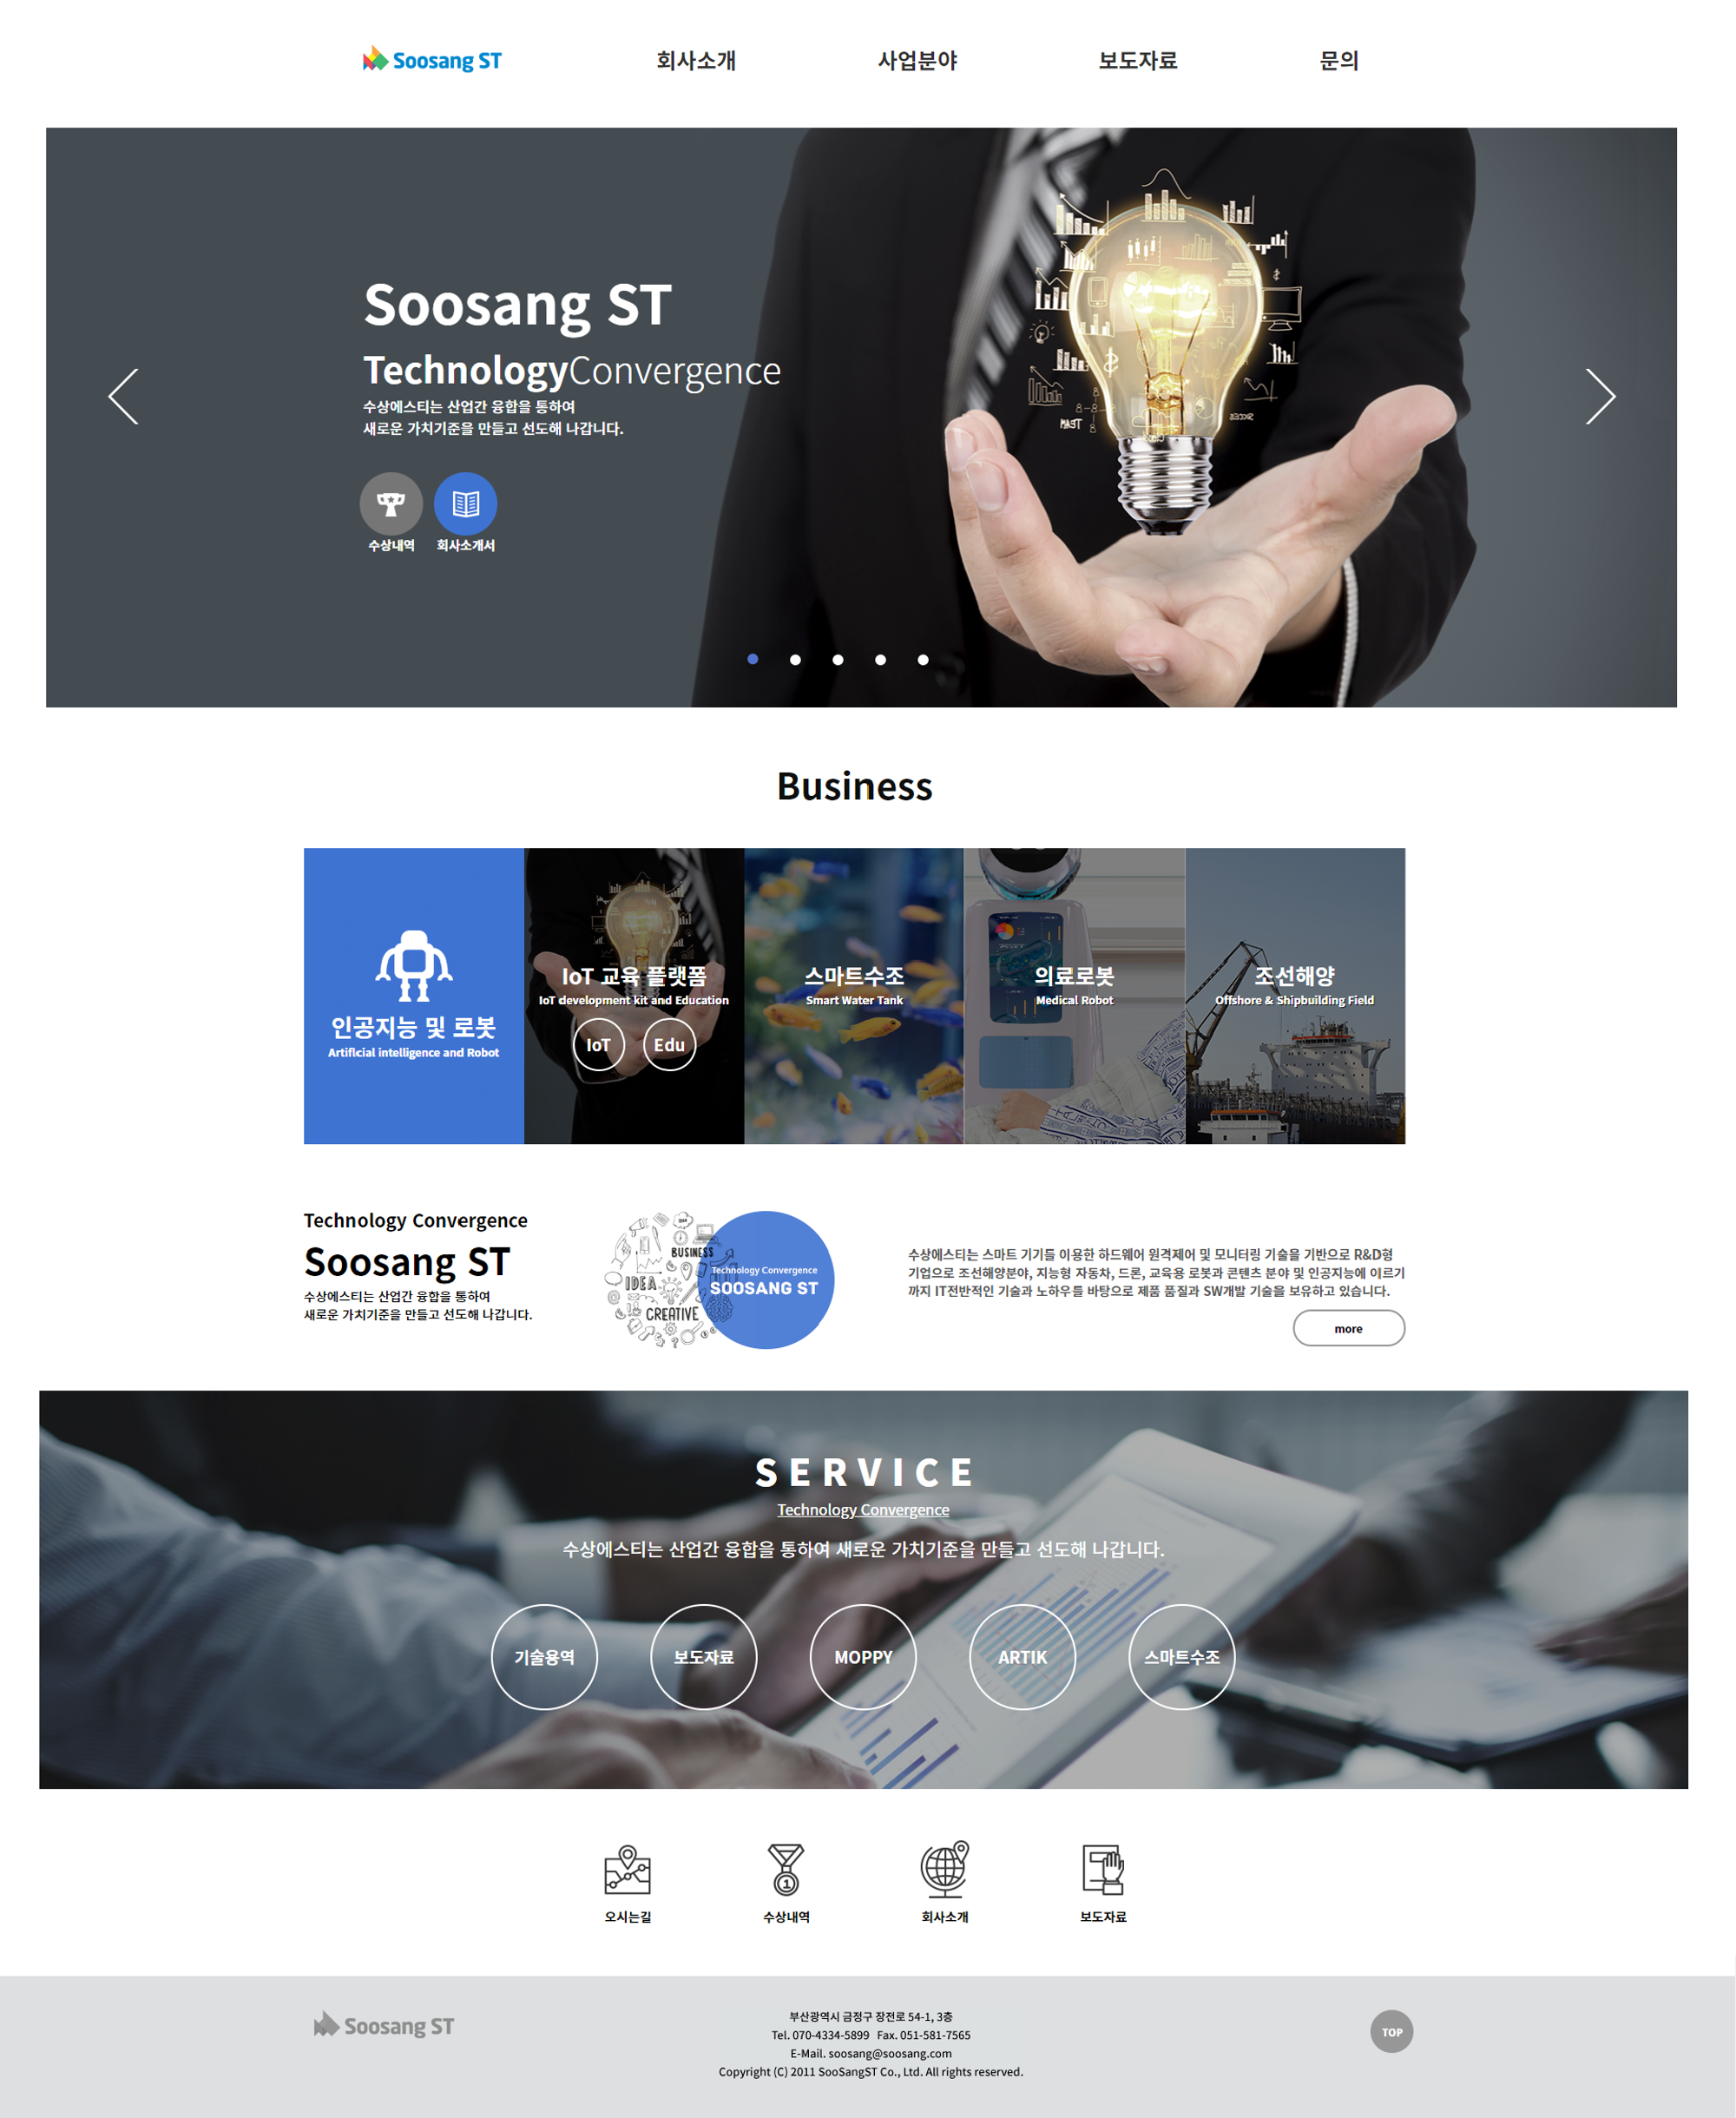 Soosang ST
회사소개
사업분야
보도자료
문의
Soosang ST
TechnologyConvergence
수상에스티는 산업간 융합을 통하여
새로운 가치기준을 만들고 선도해 나갑니다.
수상내역
회사소개서
Business
인공지능 및 로봇
Artificial intelligence and Robot
IoT 교육 플랫폼
IoT development kit and Education
IoT
Edu
스마트수조
Smart Water Tank
의료로봇
Medical Robot
조선해양
Offshore & Shipbuilding Field
Technology Convergence
Soosang ST
수상에스티는 산업간 융합을 통하여
새로운 가치기준을 만들고 선도해 나갑니다.
BUSINESS
IDEA
CREATIVE
Technology Convergence
SOOSANG ST
수상에스티는 스마트 기기를 이용한 하드웨어 원격제어 및 모니터링 기술을 기반으로 R&D형
기업으로 조선해양분야, 지능형 자동차, 드론, 교육용 로봇과 콘텐츠 분야 및 인공지능에 이르기
까지 IT전반적인 기술과 노하우를 바탕으로 제품 품질과 SW개발 기술을 보유하고 있습니다.
more
SERVICE
Technology Convergence
수상에스티는 산업간 융합을 통하여 새로운 가치기준을 만들고 선도해 나갑니다.
기술용역
보도자료
MOPPY
ARTIK
스마트수조
오시는길
수상내역
회사소개
보도자료
Soosang ST
부산광역시 금정구 장전로 54-1, 3층
Tel. 070-4334-5899 Fax. 051-581-7565
E-Mail. soosang@soosang.com
Copyright (C) 2011 SooSangST Co., Ltd. All rights reserved.
TOP